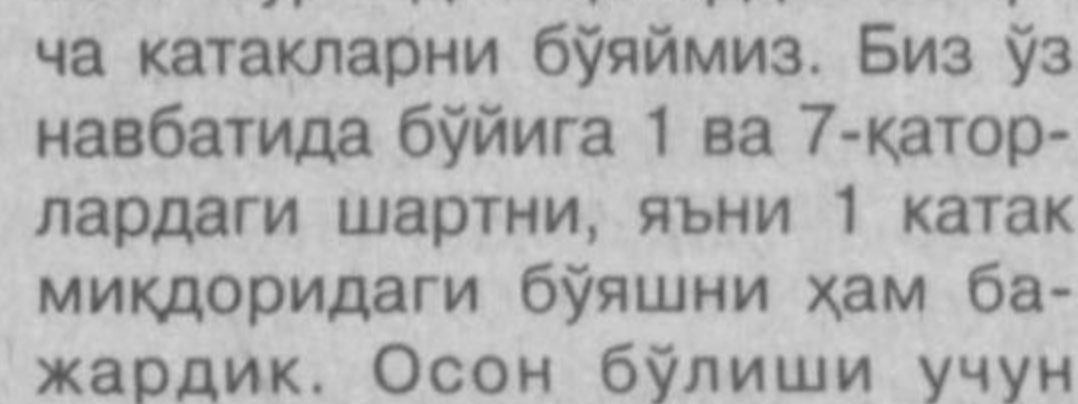 ча катакларни бўяймиз. Биз ўз
навбатида бўйига 1 ва 7-қатор-
лардаги шартни, яъни 1 катак
миқдоридаги бўяшни ҳам ба-
жардик. Осон бўлиши учун